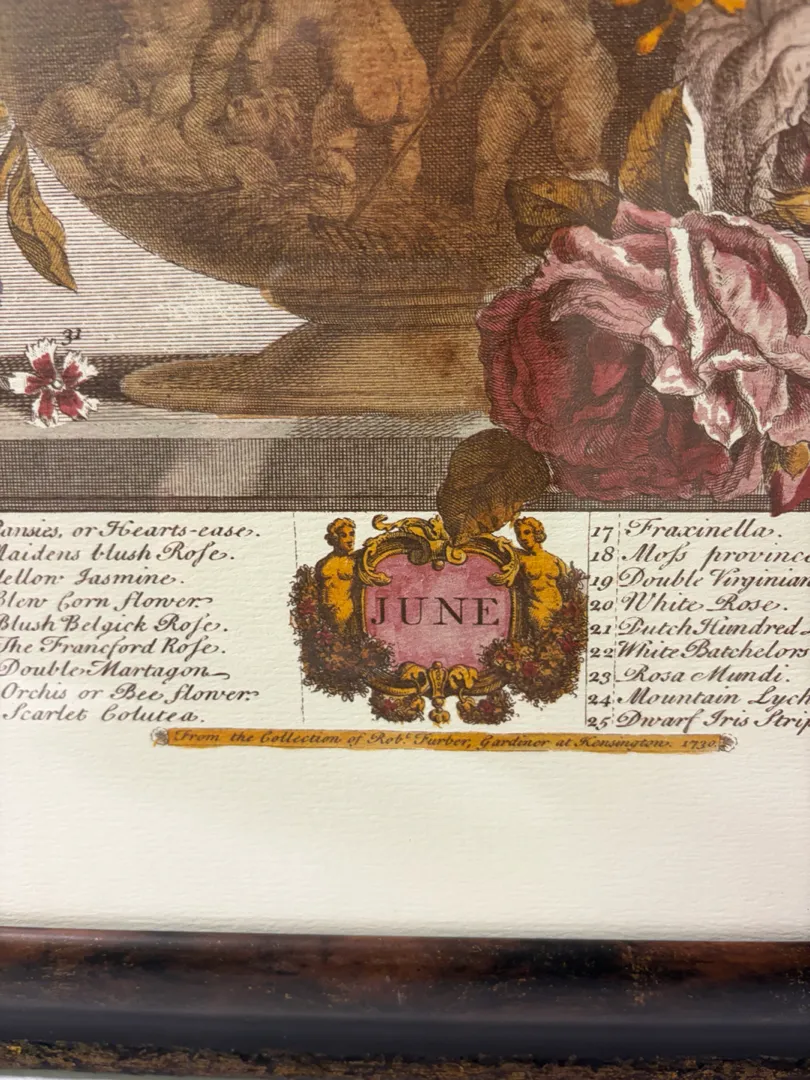 31
Pansies, or Hearts-ease.
Maidens blush Roſe.
Yellow Jasmine.
Blew Corn flower
Blush Belgick Roſe.
The Francford Roſe.
Double Martagon
Orchis or Bee flower
Scarlet Colutea.
JUNE
17 Fraxinella.
18 Moſs province
19 Double Virginian
20 White Rose.
21 Dutch Hundred
22 White Batchelors
23 Rosa Mundi.
24 Mountain Lych
25 Dwarf Iris Strip
From the Collection of Robt. Furber, Gardiner at Kensington. 1730.